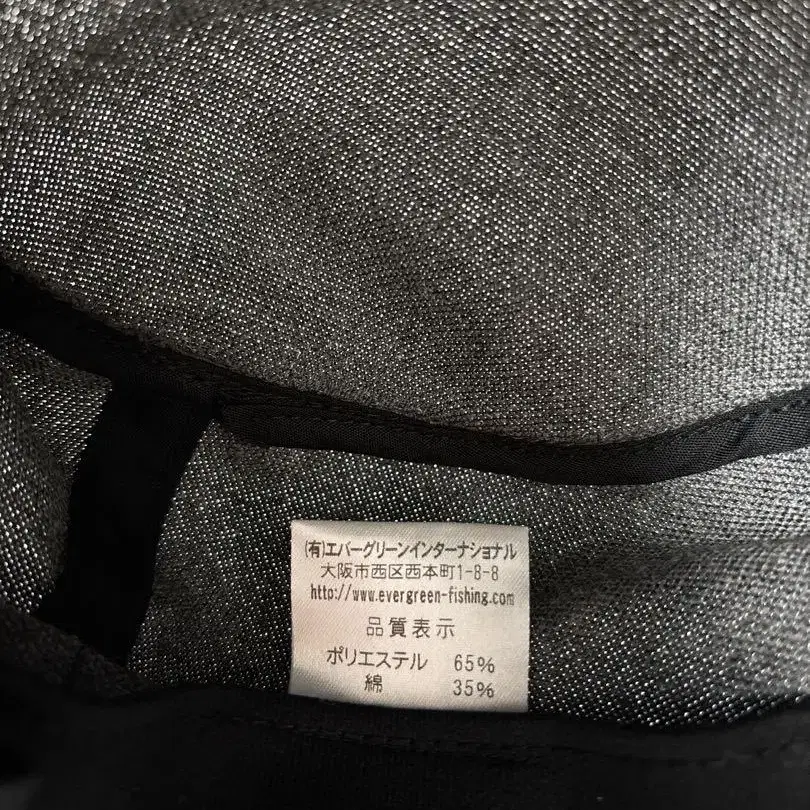 (有)エバーグリーンインターナショナル
大阪市西区西本町1-8-8
http://www.evergreen-fishing.com
品質表示
ポリエステル 65%
綿 35%